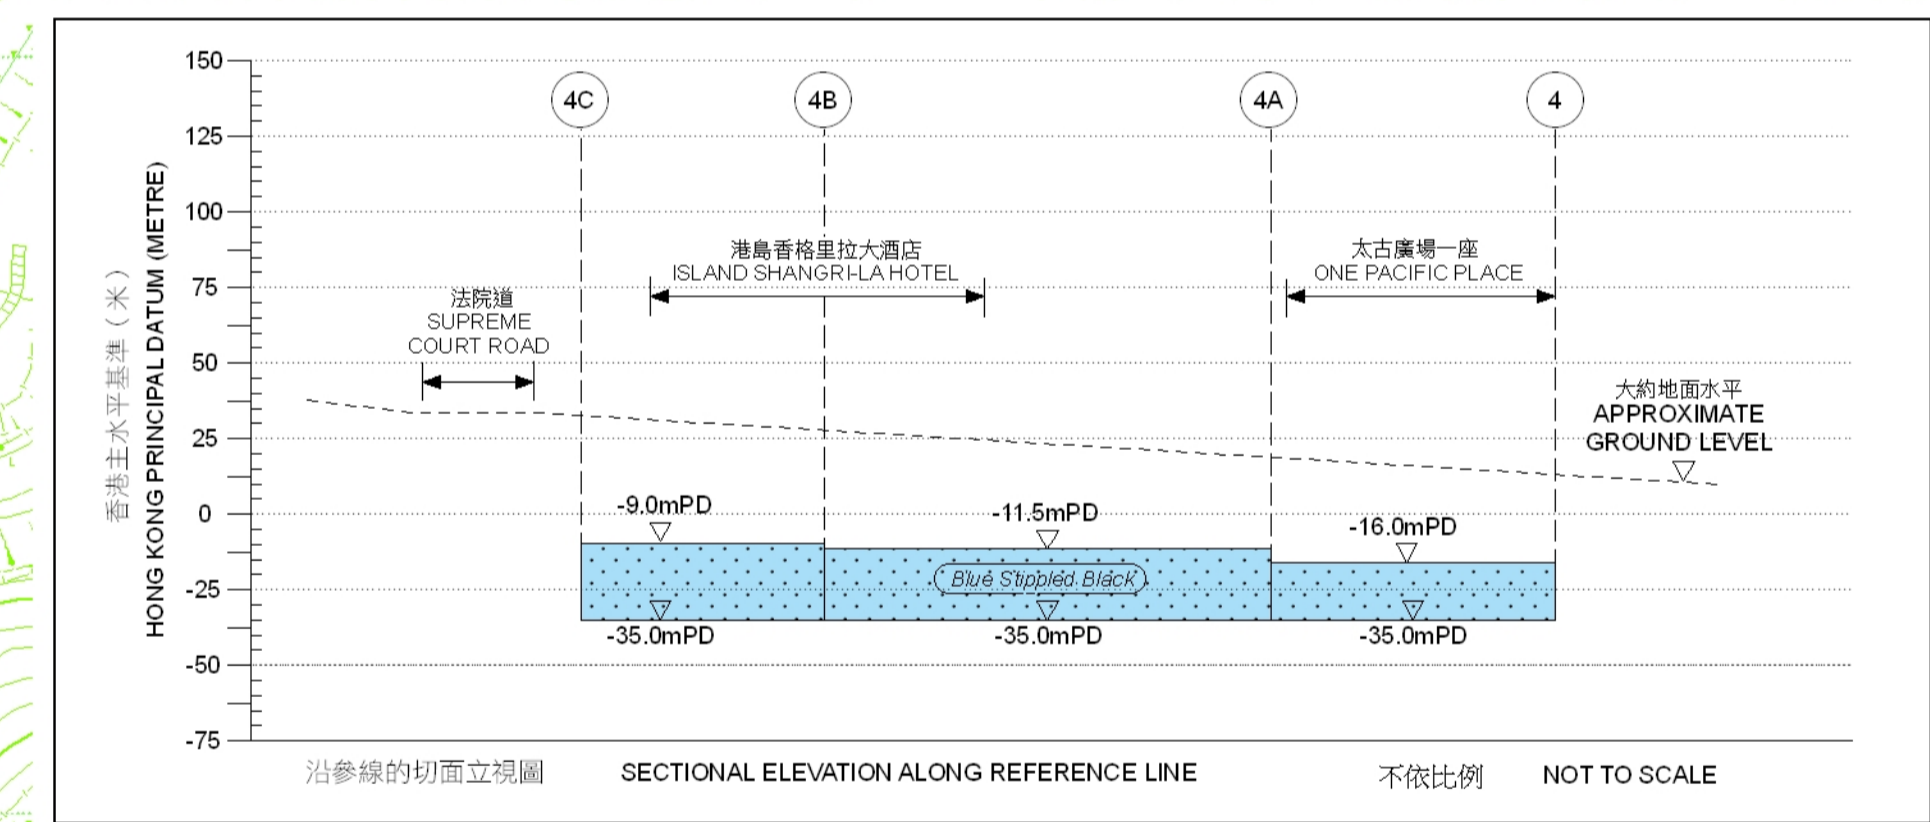 150
125
100
75
50
25
0
-25
-50
-75
香港主水平基準（米）
HONG KONG PRINCIPAL DATUM (METRE)
4C
4B
4A
4
法院道
SUPREME
COURT ROAD
港島香格里拉大酒店
ISLAND SHANGRI-LA HOTEL
太古廣場一座
ONE PACIFIC PLACE
大約地面水平
APPROXIMATE
GROUND LEVEL
-9.0mPD
-11.5mPD
-16.0mPD
Blue Stippled Black
-35.0mPD
-35.0mPD
-35.0mPD
沿參線的切面立視圖
SECTIONAL ELEVATION ALONG REFERENCE LINE
不依比例
NOT TO SCALE